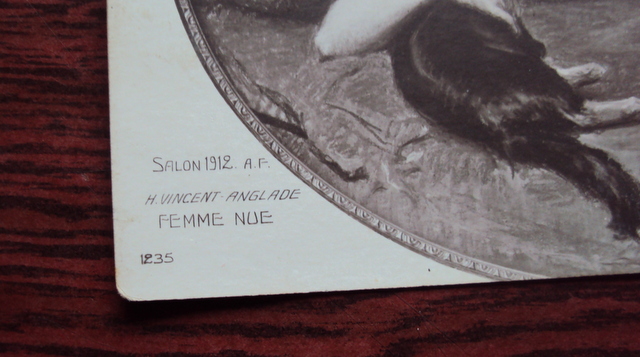 SALON 1912. A.F.
H. VINCENT-ANGLADE
FEMME NUE
1235